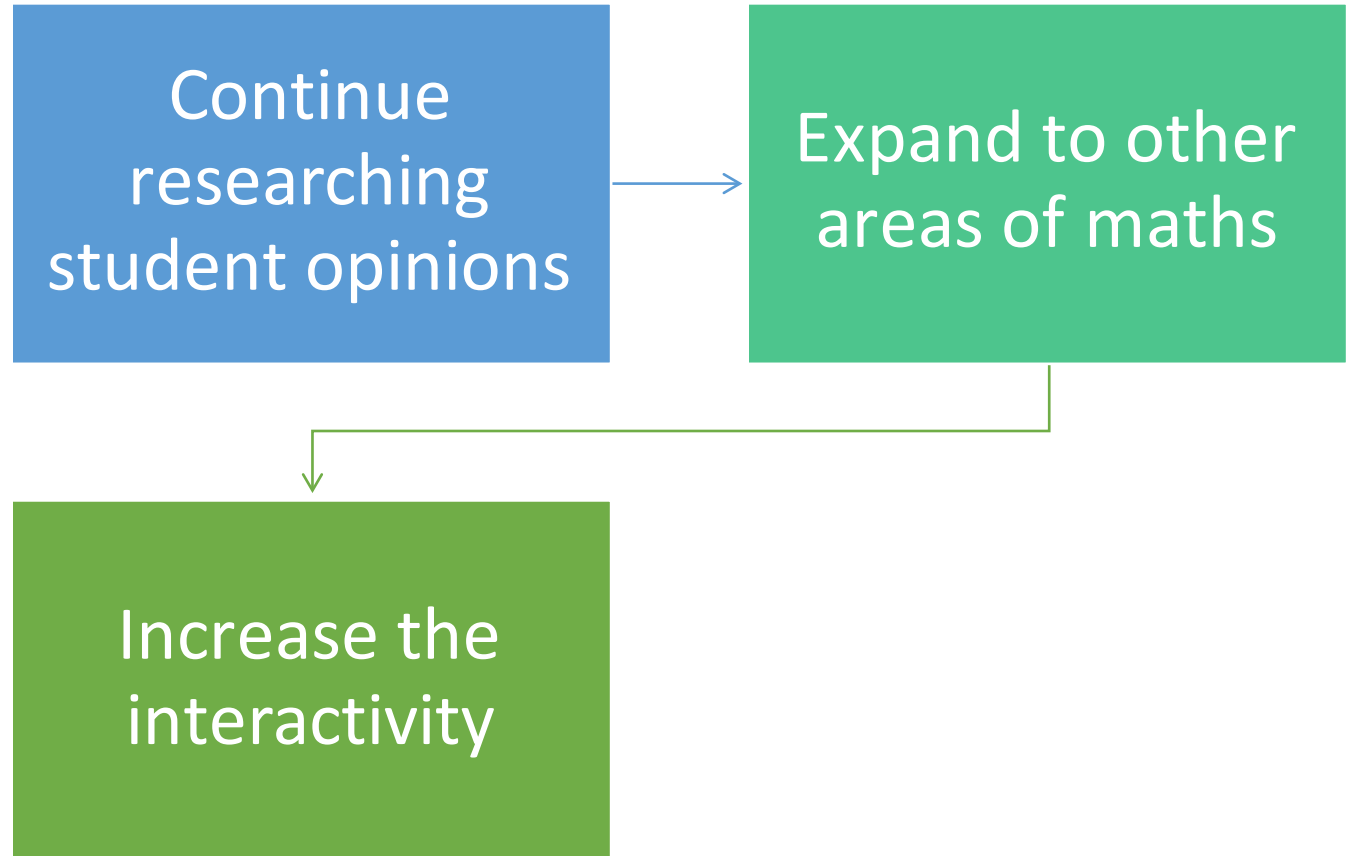 Continue
researching
student opinions
Expand to other
areas of maths
Increase the
interactivity